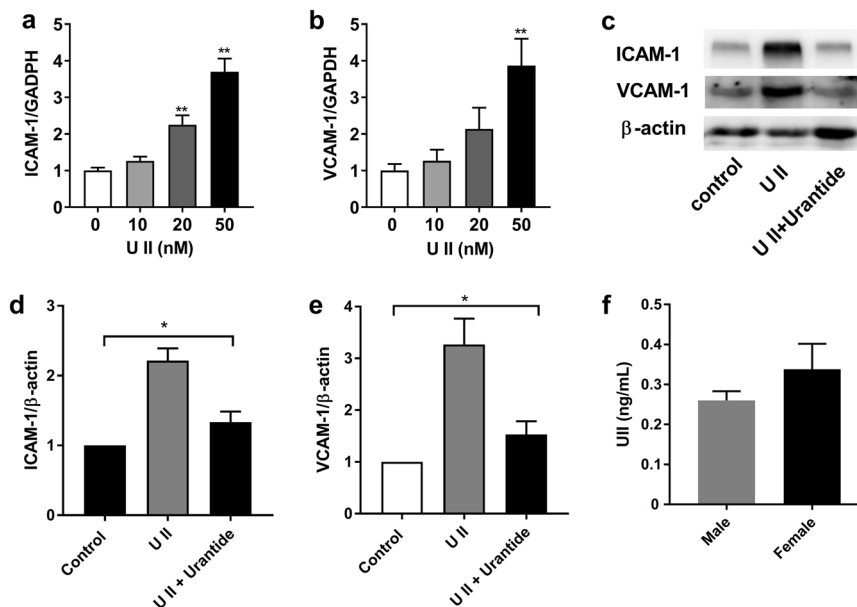 a
ICAM-1/GADPH
5
4
3
2
1
0
**
**
0 10 20 50
U II (nM)
b
VCAM-1/GAPDH
5
4
3
2
1
0
**
0 10 20 50
U II (nM)
c
ICAM-1
VCAM-1
β-actin
control
U II
U II+Urantide
d
ICAM-1/β-actin
3
2
1
0
*
Control
U II
U II + Urantide
e
VCAM-1/β-actin
4
3
2
1
0
*
Control
U II
U II + Urantide
f
UII (ng/mL)
0.5
0.4
0.3
0.2
0.1
0
Male
Female